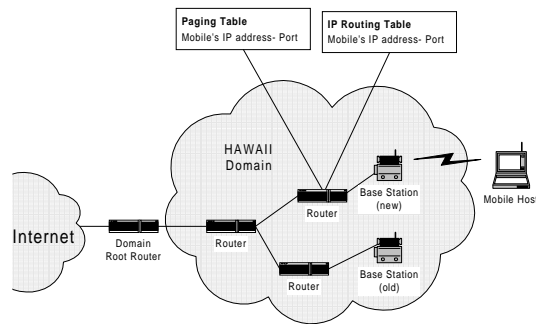 Paging Table
Mobile's IP address- Port
IP Routing Table
Mobile's IP address- Port
HAWAII
Domain
Base Station
(new)
Mobile Host
Router
Internet
Domain
Root Router
Router
Router
Base Station
(old)